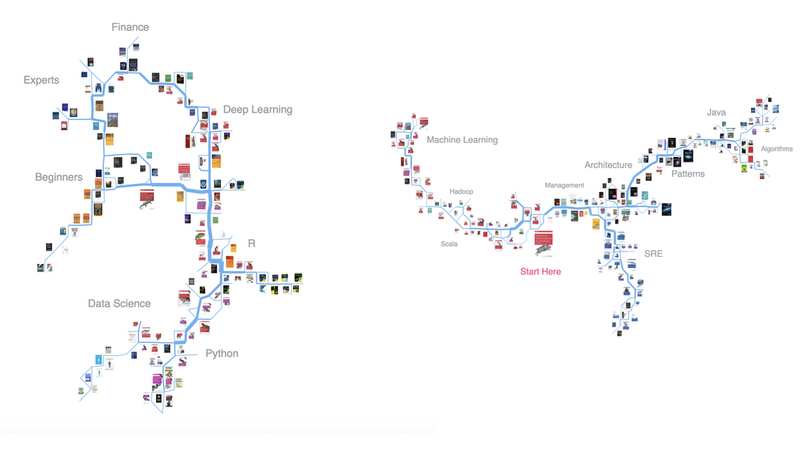 Finance
Experts
Deep Learning
Beginners
R
Data Science
Python
Java
Machine Learning
Algorithms
Architecture
Patterns
Management
Hadoop
Scala
SRE
Start Here